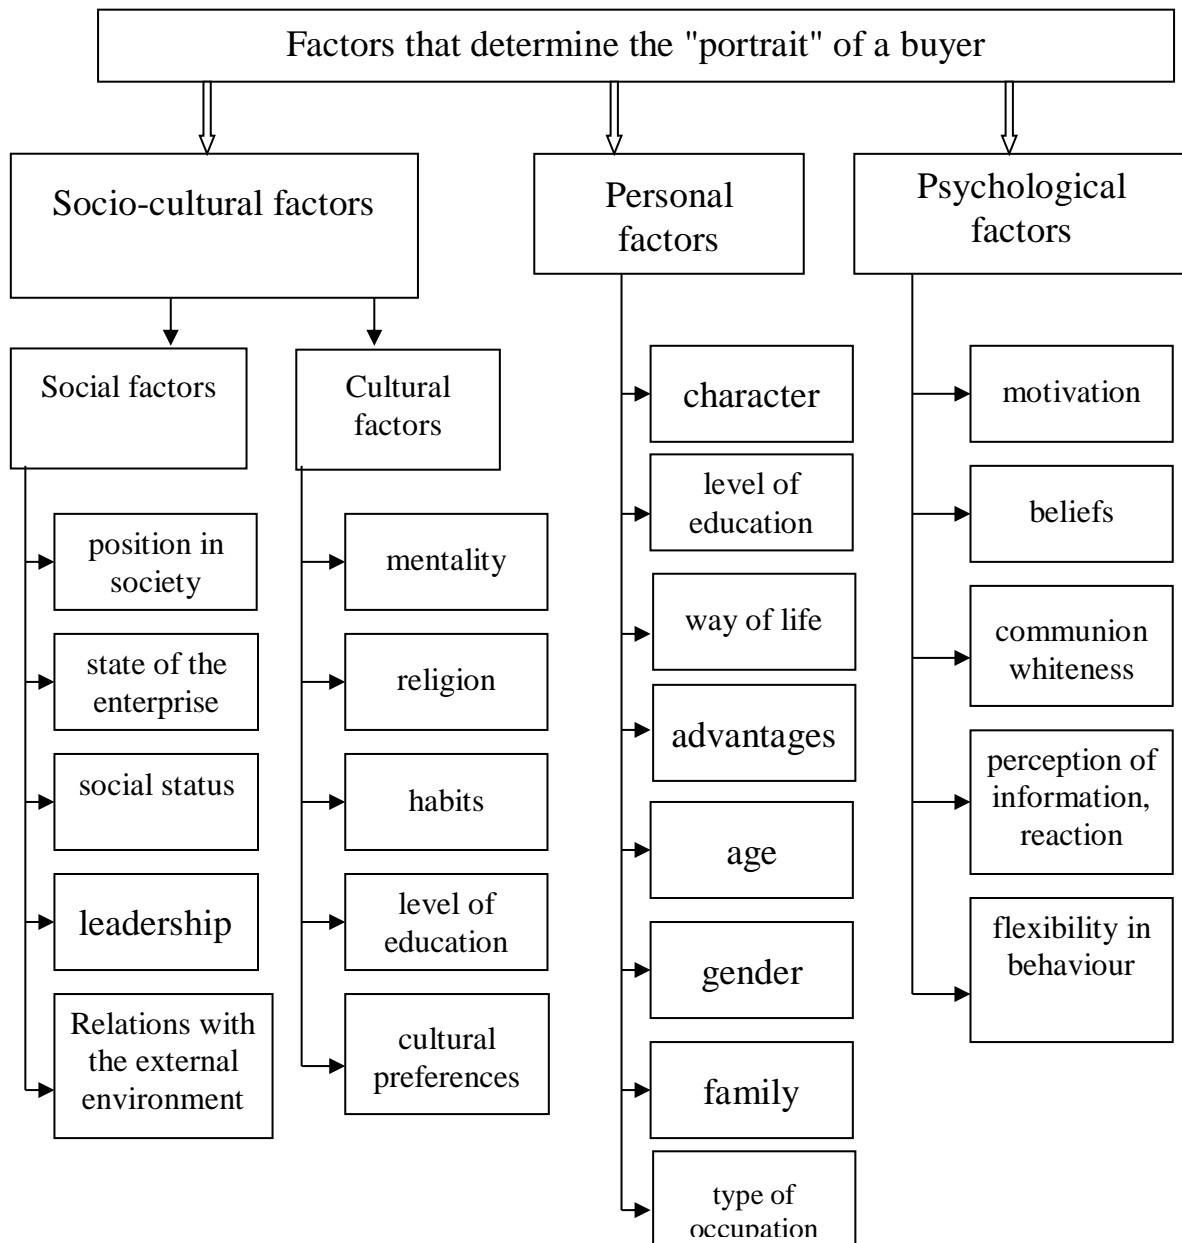 Factors that determine the "portrait" of a buyer
Socio-cultural factors
Personal
factors
Psychological
factors
Social factors
Cultural
factors
position in
society
state of the
enterprise
social status
leadership
Relations with
the external
environment
mentality
religion
habits
level of
education
cultural
preferences
character
level of
education
way of life
advantages
age
gender
family
type of
occupation
motivation
beliefs
communion
whiteness
perception of
information,
reaction
flexibility in
behaviour